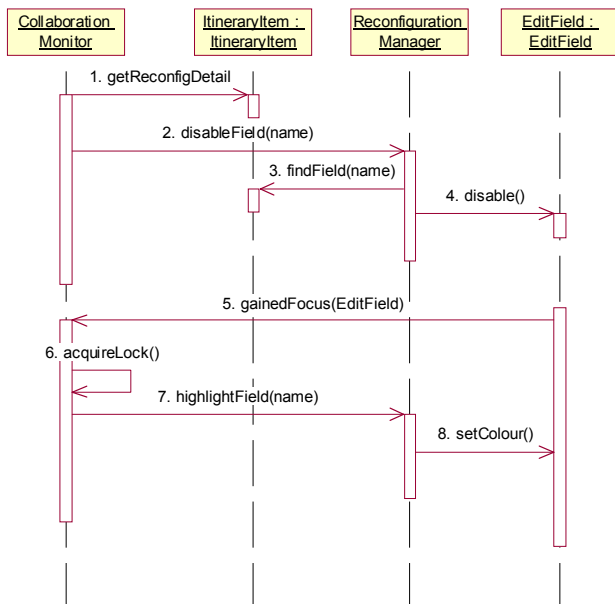 Collaboration
Monitor
ItineraryItem :
ItineraryItem
Reconfiguration
Manager
EditField :
EditField
1. getReconfigDetail
2. disableField(name)
3. findField(name)
4. disable()
5. gainedFocus(EditField)
6. acquireLock()
7. highlightField(name)
8. setColour()